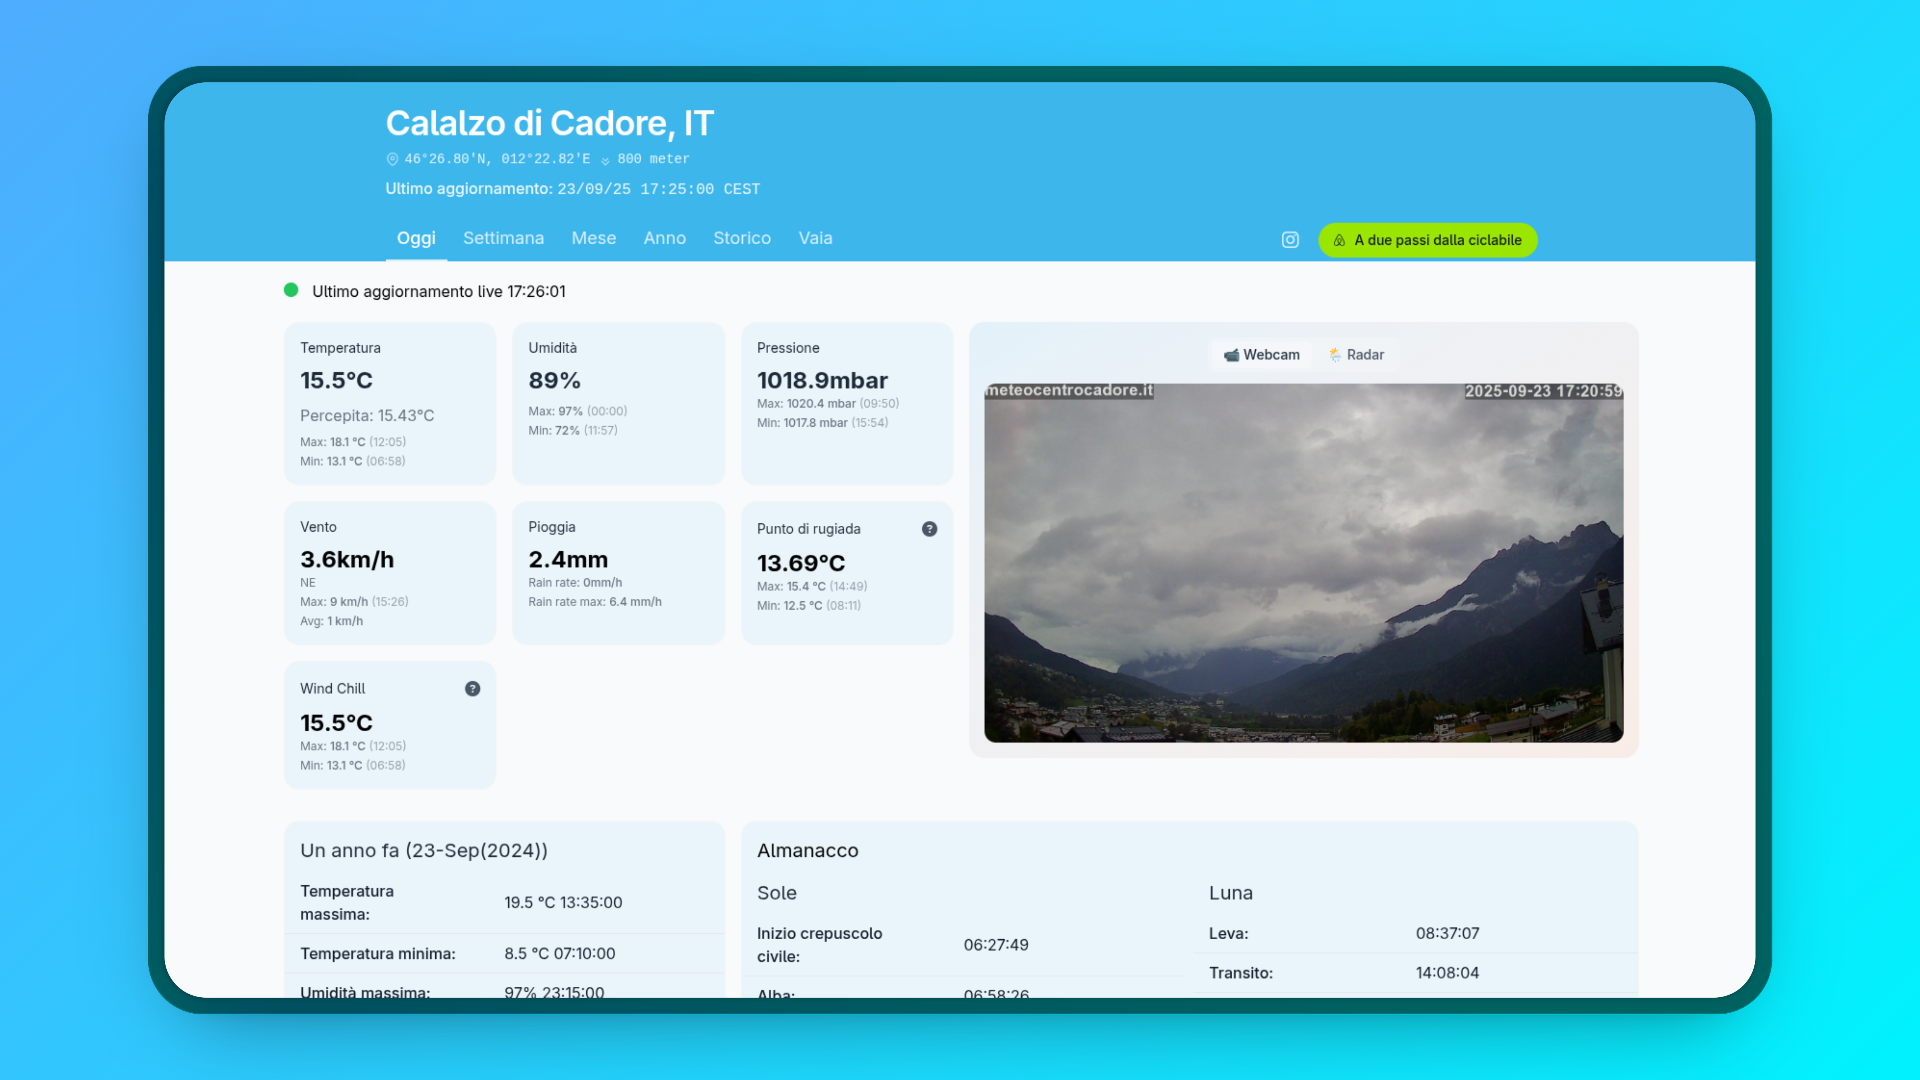 Calalzo di Cadore, IT
46°26.80'N, 012°22.82'E 800 meter
Ultimo aggiornamento: 23/09/25 17:25:00 CEST
Oggi Settimana Mese Anno Storico Vaia
A due passi dalla ciclabile
Ultimo aggiornamento live 17:26:01
Temperatura
15.5°C
Percepita: 15.43°C
Max: 18.1 °C (12:05)
Min: 13.1 °C (06:58)
Umidità
89%
Max: 97% (00:00)
Min: 72% (11:57)
Pressione
1018.9mbar
Max: 1020.4 mbar (09:50)
Min: 1017.8 mbar (15:54)
Webcam Radar
meteocentrocadore.it 2025-09-23 17:20:59
Vento
3.6km/h
NE
Max: 9 km/h (15:26)
Avg: 1 km/h
Pioggia
2.4mm
Rain rate: 0mm/h
Rain rate max: 6.4 mm/h
Punto di rugiada ?
13.69°C
Max: 15.4 °C (14:49)
Min: 12.5 °C (08:11)
Wind Chill ?
15.5°C
Max: 18.1 °C (12:05)
Min: 13.1 °C (06:58)
Un anno fa (23-Sep(2024))
Temperatura
massima:
19.5 °C 13:35:00
Temperatura minima: 8.5 °C 07:10:00
Umidità massima: 97% 23:15:00
Almanacco
Sole
Inizio crepuscolo
civile:
06:27:49
Alba: 06:58:26
Luna
Leva: 08:37:07
Transito: 14:08:04